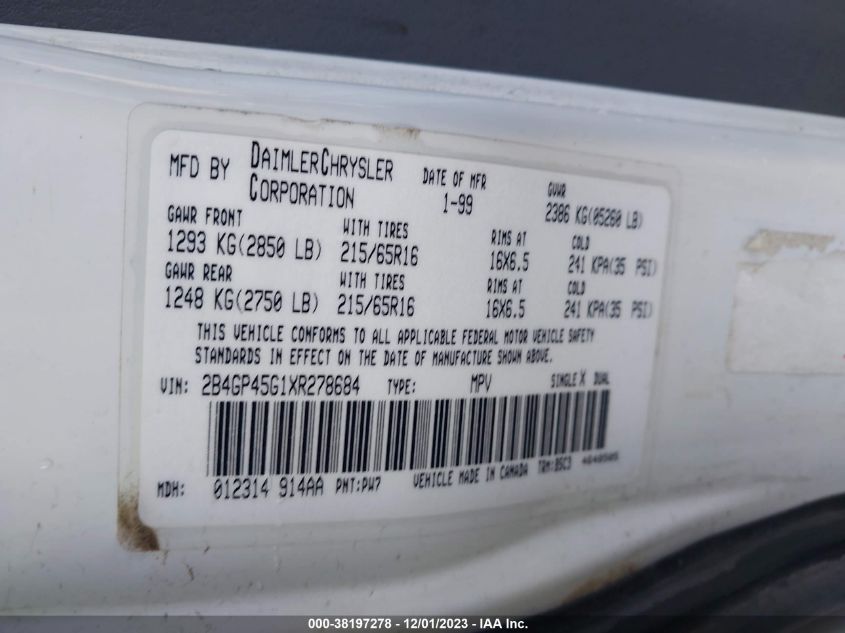 MFD BY DAIMLERCHRYSLER CORPORATION DATE OF MFR 1-99 GVWR 2386 KG(05260 LB)
GAWR FRONT WITH TIRES RIMS AT COLD
1293 KG(2850 LB) 215/65R16 16X6.5 241 KPA(35 PSI)
GAWR REAR WITH TIRES RIMS AT COLD
1248 KG(2750 LB) 215/65R16 16X6.5 241 KPA(35 PSI)
THIS VEHICLE CONFORMS TO ALL APPLICABLE FEDERAL MOTOR VEHICLE SAFETY
STANDARDS IN EFFECT ON THE DATE OF MANUFACTURE SHOWN ABOVE.
VIN: 2B4GP45G1XR278684 TYPE: MPV SINGLE X DUAL
MDH: 012314 914AA PNT:PW7 VEHICLE MADE IN CANADA TRM:BSC3
000-38197278 - 12/01/2023 - IAA Inc.